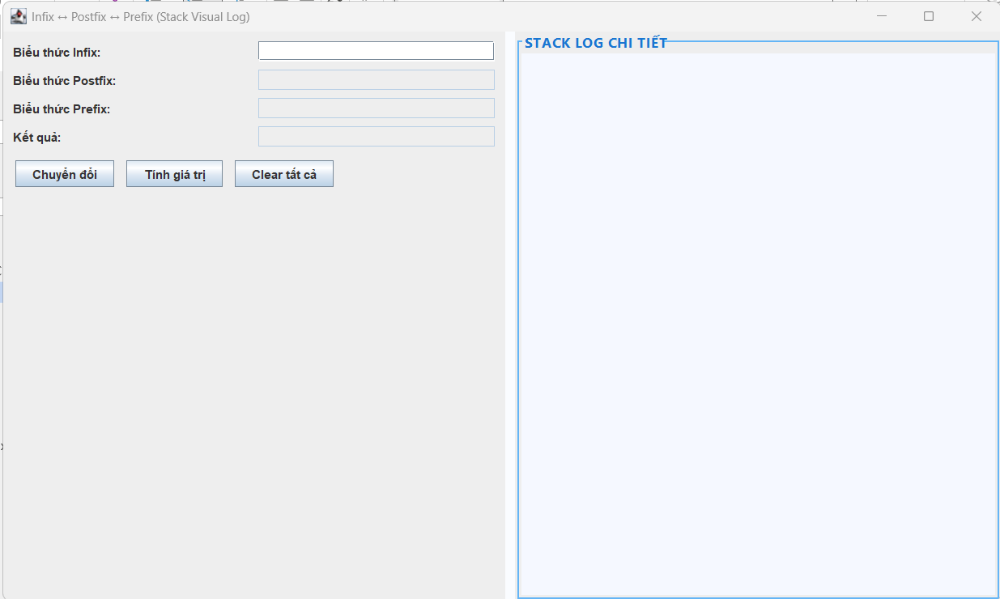 Infix ↔ Postfix ↔ Prefix (Stack Visual Log)
Biểu thức Infix:
Biểu thức Postfix:
Biểu thức Prefix:
Kết quả:
Chuyển đổi
Tính giá trị
Clear tất cả
STACK LOG CHI TIẾT